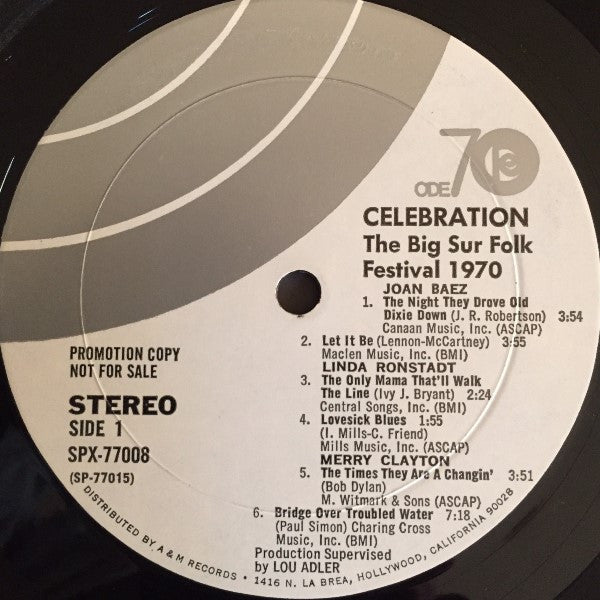 ODE 70
CELEBRATION
The Big Sur Folk
Festival 1970
JOAN BAEZ
1. The Night They Drove Old
Dixie Down (J. R. Robertson) 3:54
Canaan Music, Inc. (ASCAP)
2. Let It Be (Lennon-McCartney) 3:55
Maclen Music, Inc. (BMI)
LINDA RONSTADT
3. The Only Mama That'll Walk
The Line (Ivy J. Bryant) 2:24
Central Songs, Inc. (BMI)
4. Lovesick Blues 1:55
(I. Mills-C. Friend)
Mills Music, Inc. (ASCAP)
MERRY CLAYTON
5. The Times They Are A Changin' 3:51
(Bob Dylan)
M. Witmark & Sons (ASCAP)
6. Bridge Over Troubled Water 7:18
(Paul Simon) Charing Cross
Music, Inc. (BMI)
Production Supervised
by LOU ADLER
PROMOTION COPY
NOT FOR SALE
STEREO
SIDE 1
SPX-77008
(SP-77015)
DISTRIBUTED BY A & M RECORDS • 1416 N. LA BREA, HOLLYWOOD, CALIFORNIA 90028